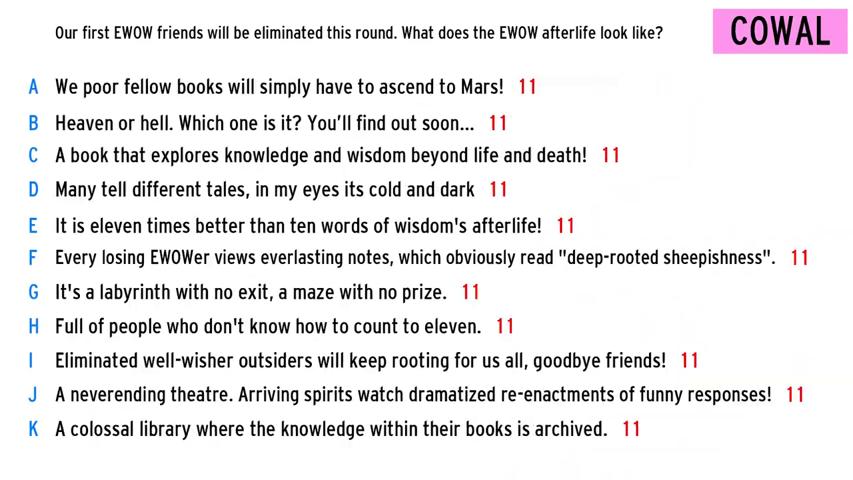 Our first EWOW friends will be eliminated this round. What does the EWOW afterlife look like?
COWAL
A We poor fellow books will simply have to ascend to Mars! 11
B Heaven or hell. Which one is it? You'll find out soon... 11
C A book that explores knowledge and wisdom beyond life and death! 11
D Many tell different tales, in my eyes its cold and dark 11
E It is eleven times better than ten words of wisdom's afterlife! 11
F Every losing EWOWer views everlasting notes, which obviously read "deep-rooted sheepishness". 11
G It's a labyrinth with no exit, a maze with no prize. 11
H Full of people who don't know how to count to eleven. 11
I Eliminated well-wisher outsiders will keep rooting for us all, goodbye friends! 11
J A neverending theatre. Arriving spirits watch dramatized re-enactments of funny responses! 11
K A colossal library where the knowledge within their books is archived. 11